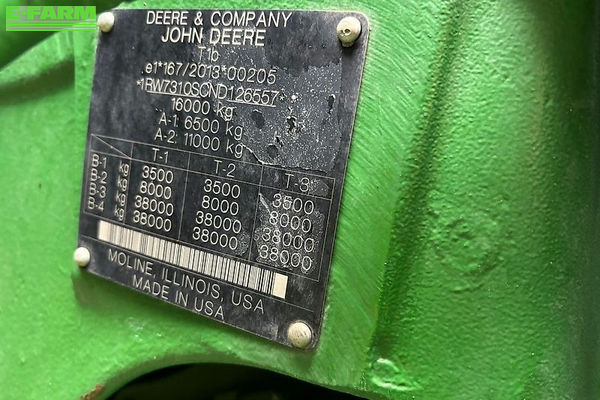 E-FARM
DEERE & COMPANY
JOHN DEERE
T1b
e1*167/2013*00205
*1RW7310SCND126557*
16000 kg
A-1: 6500 kg
A-2: 11000 kg
T-1 T-2 T-3
B-1 kg 3500 3500 3500
B-2 kg 8000 8000 8000
B-3 kg 38000 38000 38000
B-4 kg 38000 38000 38000
MOLINE, ILLINOIS, USA
MADE IN USA